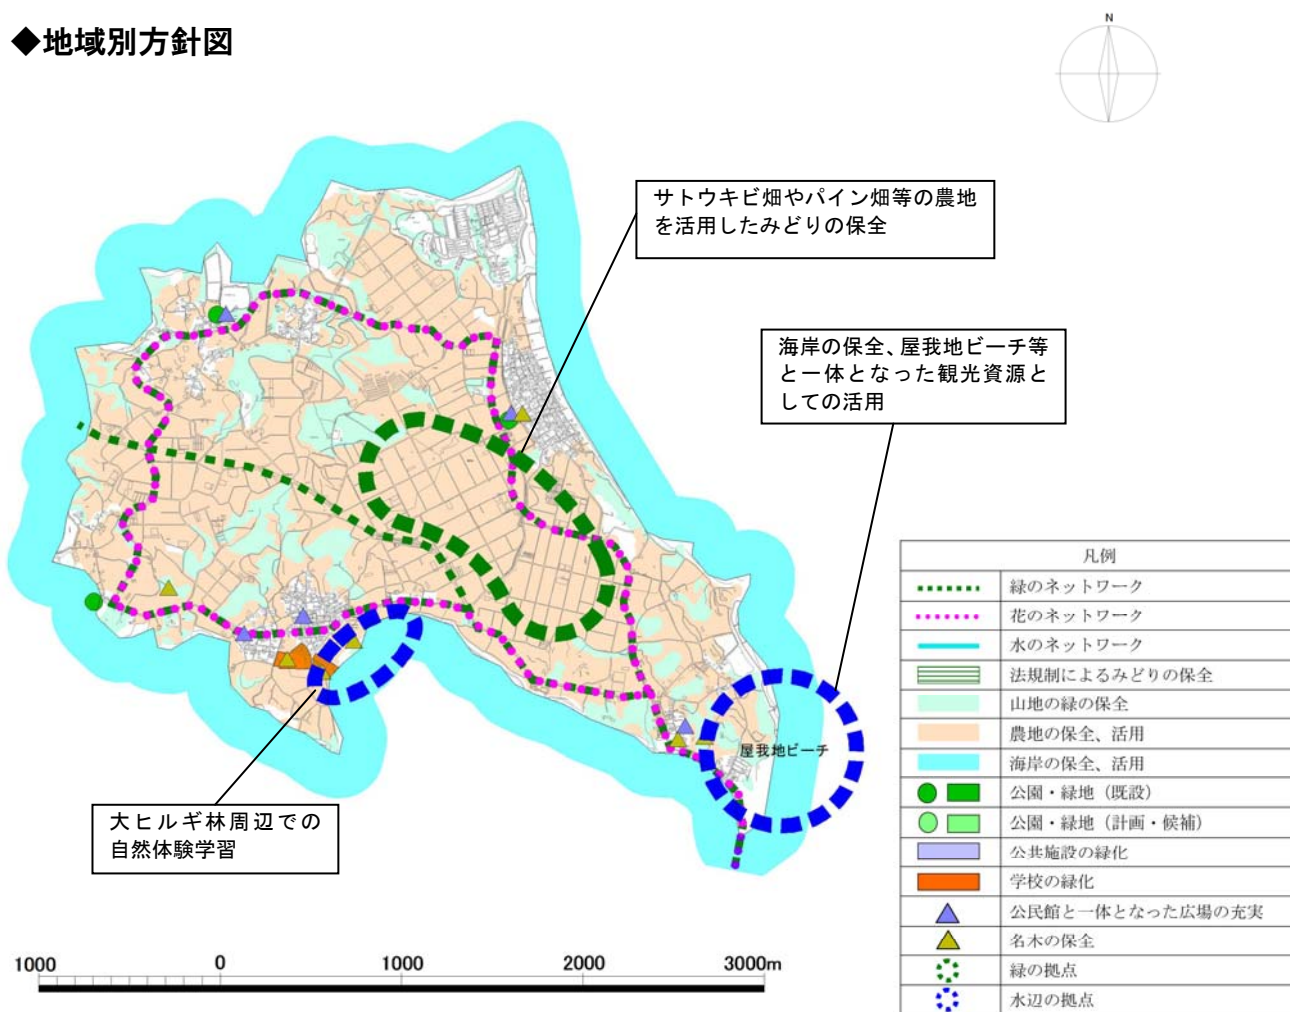 ◆地域別方針図
N
サトウキビ畑やパイン畑等の農地
を活用したみどりの保全
海岸の保全、屋我地ビーチ等
と一体となった観光資源と
しての活用
屋我地ビーチ
大ヒルギ林周辺での
自然体験学習
凡例
緑のネットワーク
花のネットワーク
水のネットワーク
法規制によるみどりの保全
山地の緑の保全
農地の保全、活用
海岸の保全、活用
公園・緑地（既設）
公園・緑地（計画・候補）
公共施設の緑化
学校の緑化
公民館と一体となった広場の充実
名木の保全
緑の拠点
水辺の拠点
1000 0 1000 2000 3000m